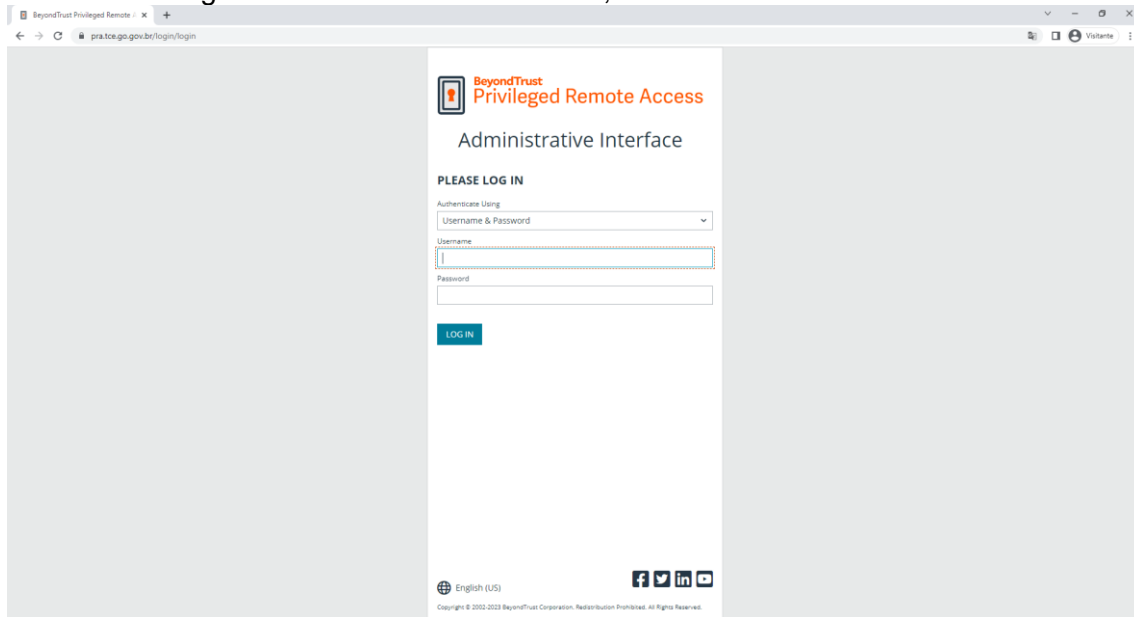 BeyondTrust Privileged Remote A
pra.tce.go.gov.br/login/login
Visitante
BeyondTrust
Privileged Remote Access
Administrative Interface
PLEASE LOG IN
Authenticate Using
Username & Password
Username
Password
LOG IN
English (US)
Copyright © 2002-2023 BeyondTrust Corporation. Redistribution Prohibited. All Rights Reserved.